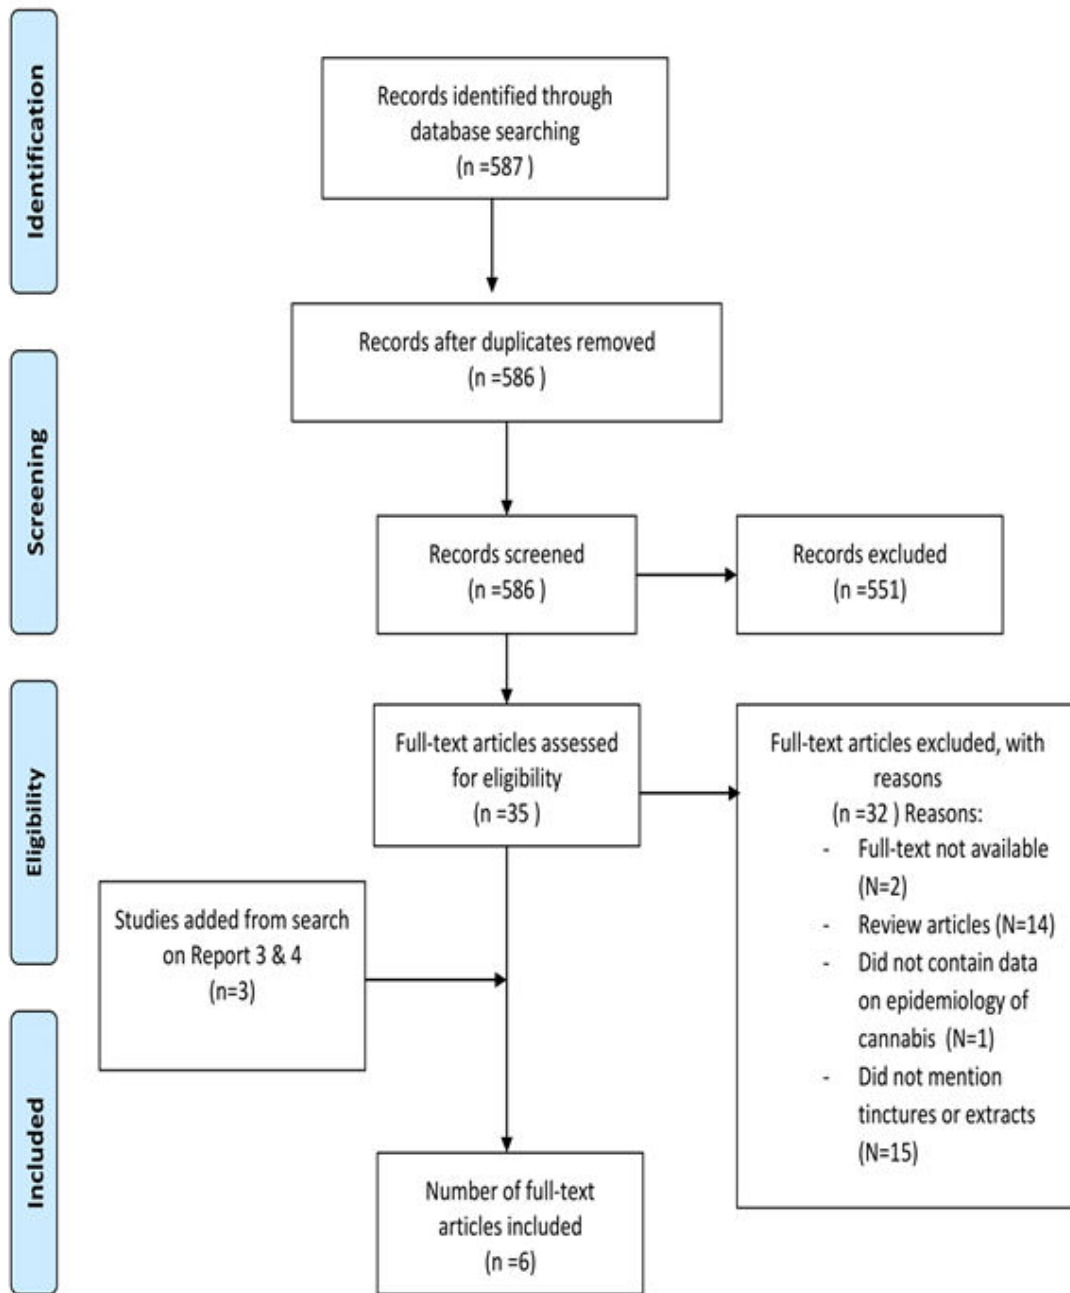 Identification
Records identified through
database searching
(n =587 )
Records after duplicates removed
(n =586 )
Screening
Records screened
(n =586 )
Records excluded
(n =551)
Eligibility
Full-text articles assessed
for eligibility
(n =35 )
Full-text articles excluded, with
reasons
(n =32 ) Reasons:
- Full-text not available
(N=2)
- Review articles (N=14)
- Did not contain data
on epidemiology of
cannabis (N=1)
- Did not mention
tinctures or extracts
(N=15)
Studies added from search
on Report 3 & 4
(n=3)
Included
Number of full-text
articles included
(n =6)